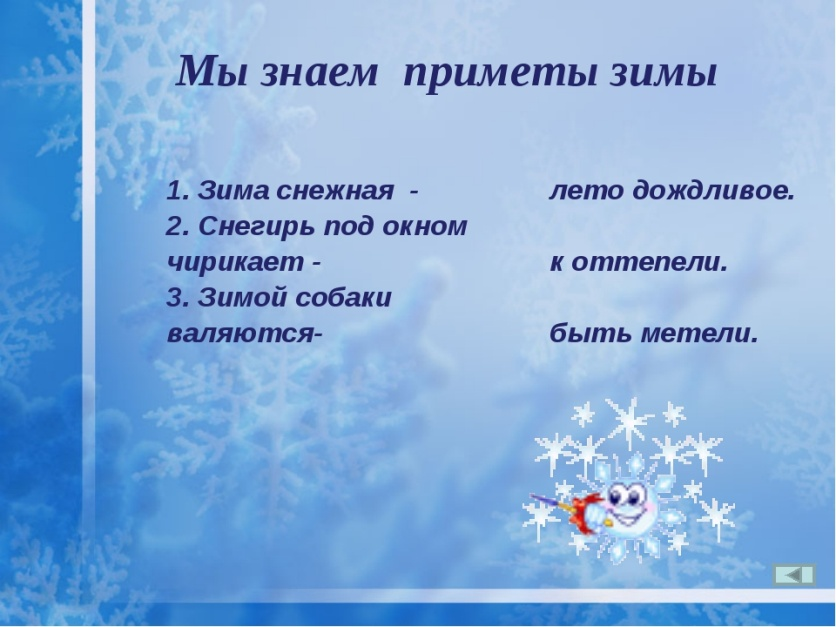 Мы знаем приметы зимы
1. Зима снежная - лето дождливое.
2. Снегирь под окном
чирикает - к оттепели.
3. Зимой собаки
валяются- быть метели.